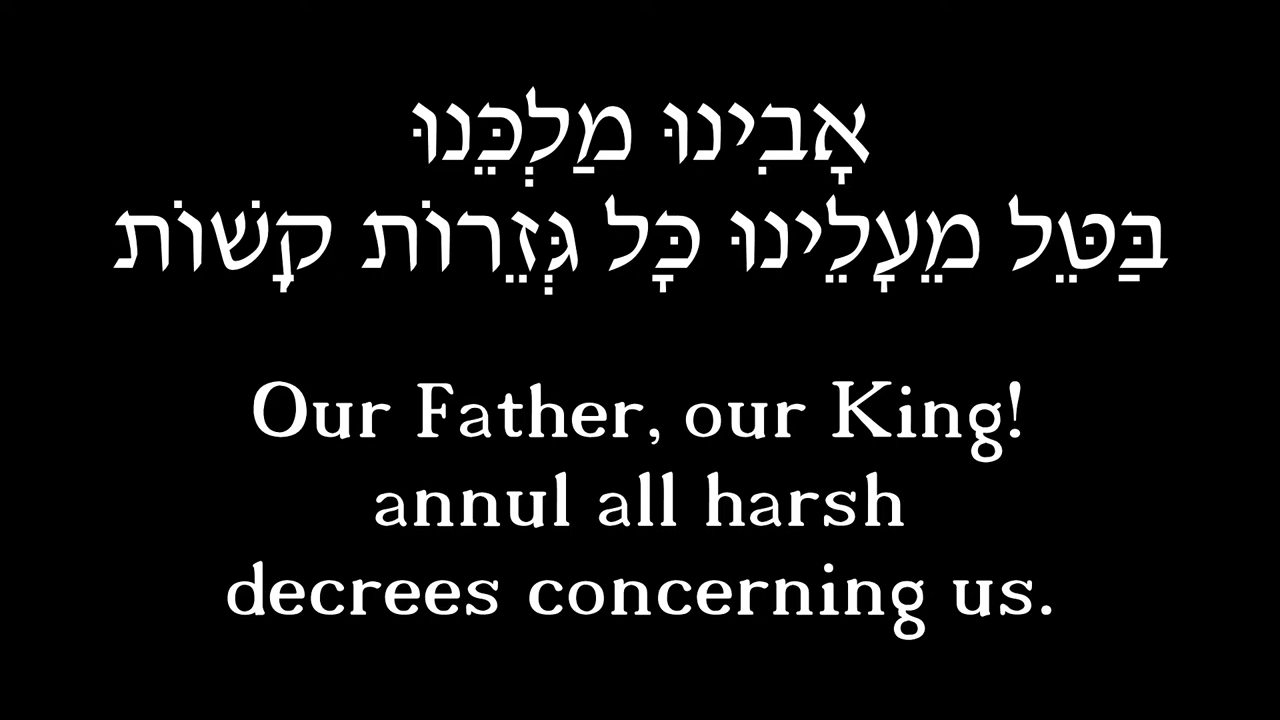 אָבִינוּ מַלְכֵּנוּ
בַּטֵּל מֵעָלֵינוּ כָּל גְּזֵרוֹת קָשׁוֹת
Our Father, our King!
annul all harsh
decrees concerning us.